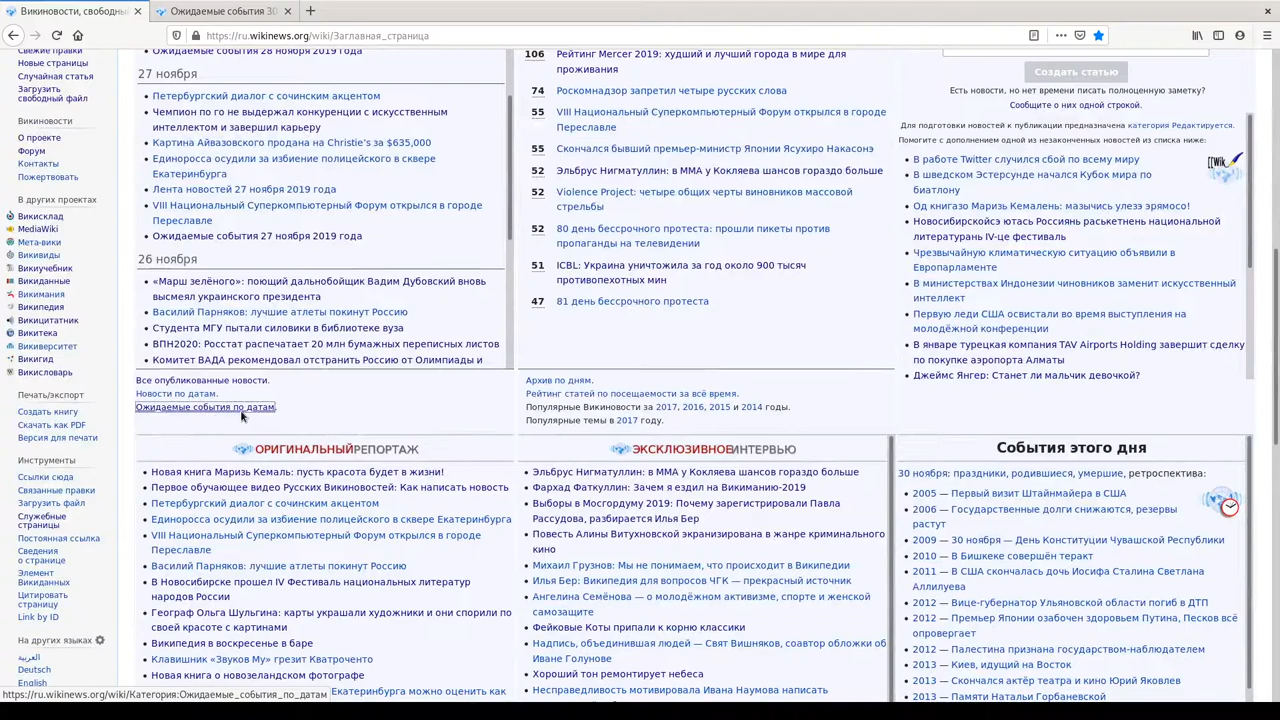 Викиновости, свободны
Ожидаемые события 30
https://ru.wikinews.org/wiki/Заглавная_страница
Свежие правки
Новые страницы
Случайная статья
Загрузить
свободный файл
Викиновости
О проекте
Форум
Контакты
Пожертвовать
В других проектах
Викисклад
MediaWiki
Мета-вики
Викивиды
Викиучебник
Викиданные
Викимания
Википедия
Викицитатник
Викитека
Викиверситет
Викигид
Викисловарь
Печать/экспорт
Создать книгу
Скачать как PDF
Версия для печати
Инструменты
Ссылки сюда
Связанные правки
Загрузить файл
Служебные
страницы
Постоянная ссылка
Сведения
о странице
Элемент
Викиданных
Цитировать
страницу
Link by ID
На других языках
العربية
Deutsch
English
Ожидаемые события 28 ноября 2019 года
27 ноября
Петербургский диалог с сочинским акцентом
Чемпион по го не выдержал конкуренции с искусственным
интеллектом и завершил карьеру
Картина Айвазовского продана на Christie's за $635,000
Единоросса осудили за избиение полицейского в сквере
Екатеринбурга
Лента новостей 27 ноября 2019 года
VIII Национальный Суперкомпьютерный Форум открылся в городе
Переславле
Ожидаемые события 27 ноября 2019 года
26 ноября
«Марш зелёного»: поющий дальнобойщик Вадим Дубовский вновь
высмеял украинского президента
Василий Парняков: лучшие атлеты покинут Россию
Студента МГУ пытали силовики в библиотеке вуза
ВПН2020: Росстат распечатает 20 млн бумажных переписных листов
Комитет ВАДА рекомендовал отстранить Россию от Олимпиады и
Все опубликованные новости.
Новости по датам.
Ожидаемые события по датам.
106 Рейтинг Mercer 2019: худший и лучший города в мире для
проживания
74 Роскомнадзор запретил четыре русских слова
55 VIII Национальный Суперкомпьютерный Форум открылся в городе
Переславле
55 Скончался бывший премьер-министр Японии Ясухиро Накасонэ
52 Эльбрус Нигматуллин: в ММА у Кокляева шансов гораздо больше
52 Violence Project: четыре общих черты виновников массовой
стрельбы
52 80 день бессрочного протеста: прошли пикеты против
пропаганды на телевидении
51 ICBL: Украина уничтожила за год около 900 тысяч
противопехотных мин
47 81 день бессрочного протеста
Архив по дням.
Рейтинг статей по посещаемости за всё время.
Популярные Викиновости за 2017, 2016, 2015 и 2014 годы.
Популярные темы в 2017 году.
Создать статью
Есть новости, но нет времени писать полноценную заметку?
Сообщите о них одной строкой.
Для подготовки новостей к публикации предназначена категория Редактируется.
Помогите с дополнением одной из незаконченных новостей из списка ниже:
[[Wik
В работе Twitter случился сбой по всему миру
В шведском Эстерсунде начался Кубок мира по
биатлону
Од книгазо Маризь Кемалень: мазычись улезэ эрямосо!
Новосибирскойсэ ютась Россиянь раськетнень национальной
литературань IV-це фестиваль
Чрезвычайную климатическую ситуацию объявили в
Европарламенте
В министерствах Индонезии чиновников заменит искусственный
интеллект
Первую леди США освистали во время выступления на
молодёжной конференции
В январе турецкая компания TAV Airports Holding завершит сделку
по покупке аэропорта Алматы
Джеймс Янгер: Станет ли мальчик девочкой?
ОРИГИНАЛЬНЫЙРЕПОРТАЖ
Новая книга Маризь Кемаль: пусть красота будет в жизни!
Первое обучающее видео Русских Викиновостей: Как написать новость
Петербургский диалог с сочинским акцентом
Единоросса осудили за избиение полицейского в сквере Екатеринбурга
VIII Национальный Суперкомпьютерный Форум открылся в городе
Переславле
Василий Парняков: лучшие атлеты покинут Россию
В Новосибирске прошел IV Фестиваль национальных литератур
народов России
Географ Ольга Шульгина: карты украшали художники и они спорили по
своей красоте с картинами
Википедия в воскресенье в баре
Клавишник «Звуков Му» грезит Кватроченто
Новая книга о новозеландской фотографе
Екатеринбурга можно оценить как
ЭКСКЛЮЗИВНОЕИНТЕРВЬЮ
Эльбрус Нигматуллин: в ММА у Кокляева шансов гораздо больше
Фархад Фаткуллин: Зачем я ездил на Викиманию-2019
Выборы в Мосгордуму 2019: Почему зарегистрировали Павла
Рассудова, разбирается Илья Бер
Повесть Алины Витухновской экранизирована в жанре криминального
кино
Михаил Грузнов: Мы не понимаем, что происходит в Википедии
Илья Бер: Википедия для вопросов ЧГК — прекрасный источник
Ангелина Семёнова — о молодёжном активизме, спорте и женской
самозащите
Фейковые Коты припали к корню классики
Надпись, объединившая людей — Свят Вишняков, соавтор обложки об
Иване Голунове
Хороший тон ремонтирует небеса
Несправедливость мотивировала Ивана Наумова написать
События этого дня
30 ноября: праздники, родившиеся, умершие, ретроспектива:
2005 — Первый визит Штайнмайера в США
2006 — Государственные долги снижаются, резервы
растут
2009 — 30 ноября — День Конституции Чувашской Республики
2010 — В Бишкеке совершён теракт
2011 — В США скончалась дочь Иосифа Сталина Светлана
Аллилуева
2012 — Вице-губернатор Ульяновской области погиб в ДТП
2012 — Премьер Японии озабочен здоровьем Путина, Песков всё
опровергает
2012 — Палестина признана государством-наблюдателем
2013 — Киев, идущий на Восток
2013 — Скончался актёр театра и кино Юрий Яковлев
2013 — Памяти Натальи Горбаневской
https://ru.wikinews.org/wiki/Категория:Ожидаемые_события_по_датам